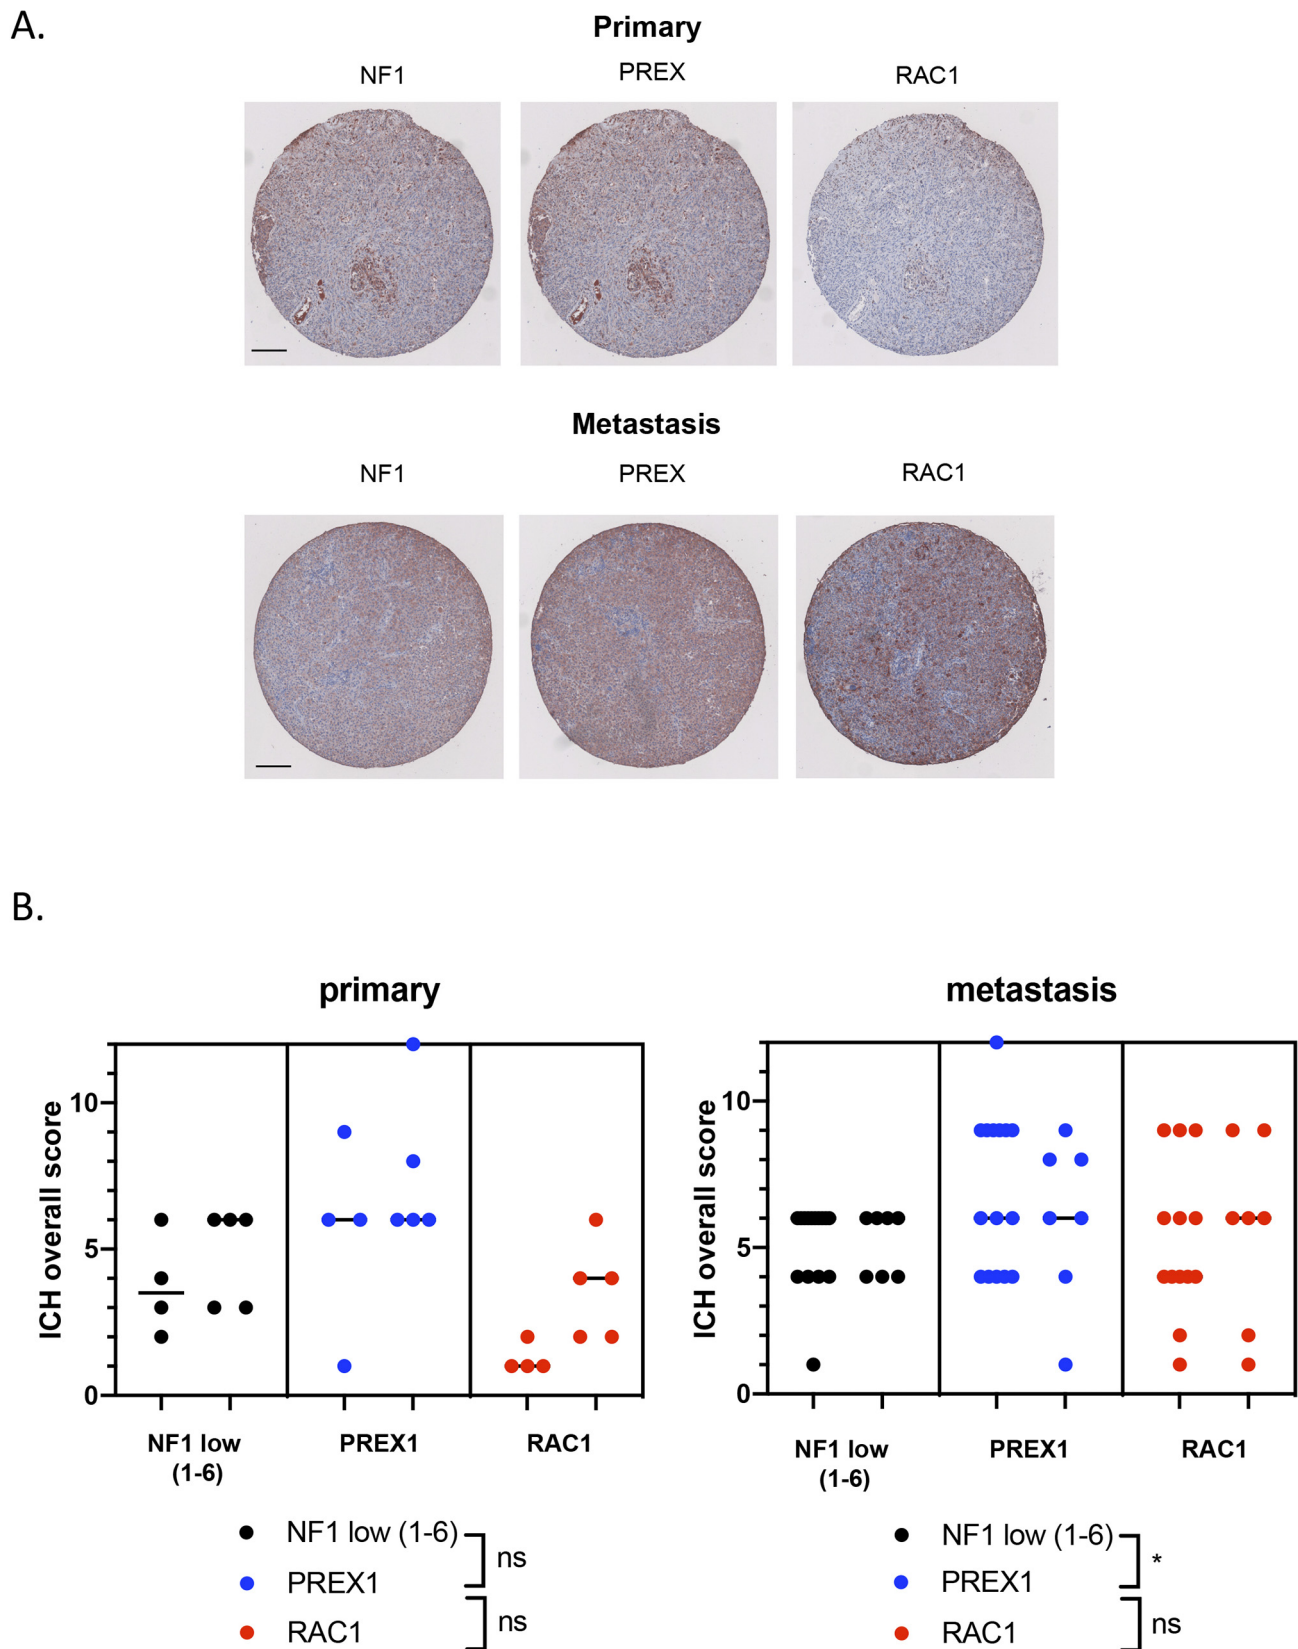 A.
Primary
NF1 PREX RAC1
Metastasis
NF1 PREX RAC1
B.
primary
ICH overall score
10
5
0
NF1 low
(1-6)
PREX1
RAC1
NF1 low (1-6)
PREX1
RAC1
ns
ns
metastasis
ICH overall score
10
5
0
NF1 low
(1-6)
PREX1
RAC1
NF1 low (1-6)
PREX1
RAC1
*
ns